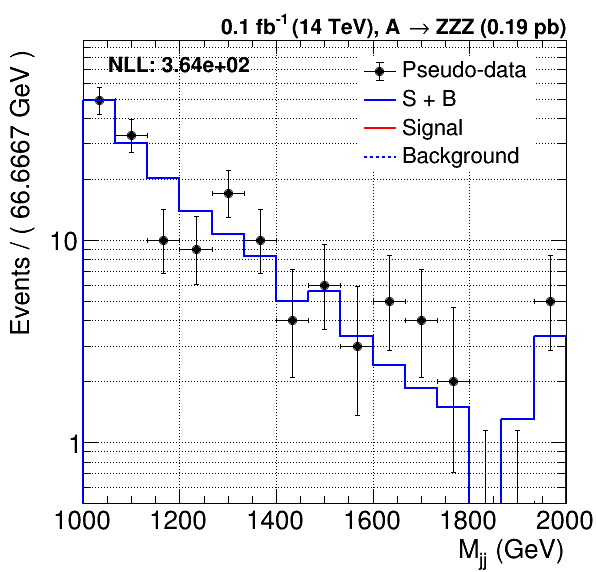 0.1 fb⁻¹ (14 TeV), A → ZZZ (0.19 pb)
NLL: 3.64e+02
Pseudo-data
S + B
Signal
Background
Events / ( 66.6667 GeV )
10
1
1000 1200 1400 1600 1800 2000
M_jj (GeV)